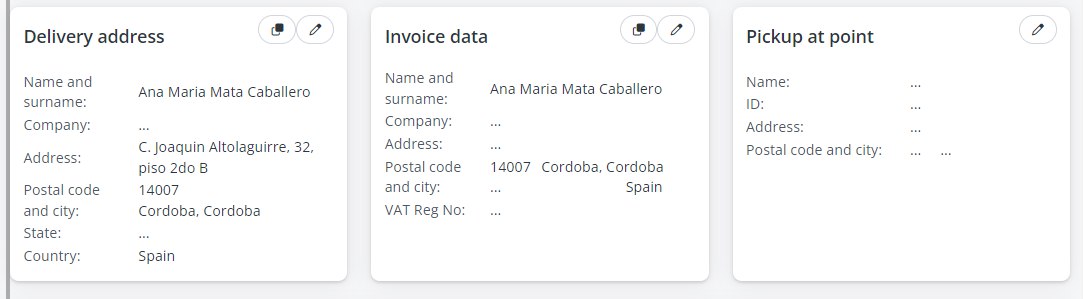 Delivery address
Name and
surname:
Ana Maria Mata Caballero
Company:
...
Address:
C. Joaquin Altolaguirre, 32,
piso 2do B
Postal code
and city:
14007
Cordoba, Cordoba
State:
...
Country:
Spain
Invoice data
Name and
surname:
Ana Maria Mata Caballero
Company:
...
Address:
...
Postal code
and city:
14007 Cordoba, Cordoba
... Spain
VAT Reg No:
...
Pickup at point
Name:
...
ID:
...
Address:
...
Postal code and city:
... ...